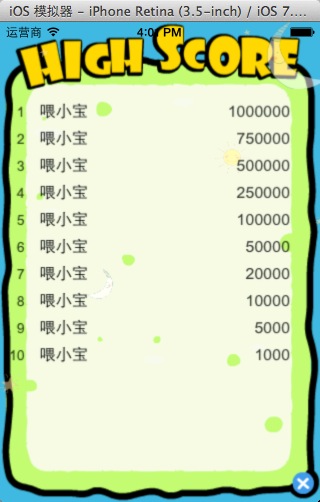 iOS 模拟器 – iPhone Retina (3.5-inch) / iOS 7....
运营商 4:01 PM
HIGH SCORE
1 喂小宝 1000000
2 喂小宝 750000
3 喂小宝 500000
4 喂小宝 250000
5 喂小宝 100000
6 喂小宝 50000
7 喂小宝 20000
8 喂小宝 10000
9 喂小宝 5000
10 喂小宝 1000